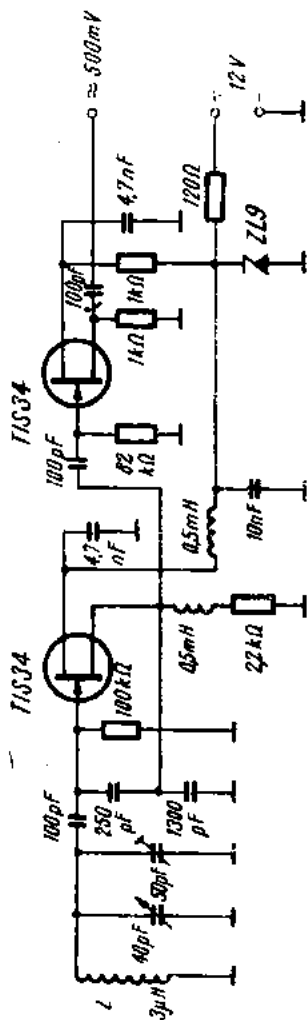 TIS34
TIS34
≈ 500mV
100pF
100kΩ
4,7
nF
100pF
82
kΩ
100pF
1kΩ
1kΩ
4,7nF
L
3µH
40pF
50pF
250
pF
1300
pF
0,5mH
2,2kΩ
0,5mH
10nF
120Ω
ZL9
+
12V
-